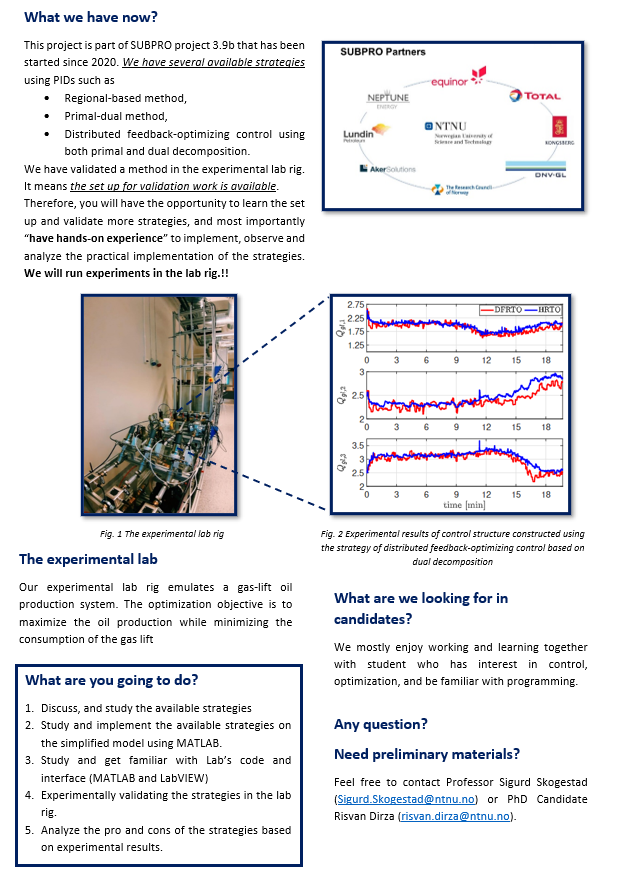 What we have now?
This project is part of SUBPRO project 3.9b that has been
started since 2020. We have several available strategies
using PIDs such as
• Regional-based method,
• Primal-dual method,
• Distributed feedback-optimizing control using
both primal and dual decomposition.
We have validated a method in the experimental lab rig.
It means the set up for validation work is available.
Therefore, you will have the opportunity to learn the set
up and validate more strategies, and most importantly
“have hands-on experience” to implement, observe and
analyze the practical implementation of the strategies.
We will run experiments in the lab rig.!!
SUBPRO Partners
equinor
NEPTUNE
ENERGY
TOTAL
Lundin
Petroleum
NTNU
Norwegian University of
Science and Technology
KONGSBERG
AkerSolutions
DNV·GL
The Research Council
of Norway
DFRTO HRTO
2.75
2.25
1.75
1.25
Qgl,1
0 3 6 9 12 15 18
3
2.5
2
Qgl,2
0 3 6 9 12 15 18
3.5
3
2.5
2
Qgl,3
0 3 6 9 12 15 18
time [min]
Fig. 1 The experimental lab rig
Fig. 2 Experimental results of control structure constructed using
the strategy of distributed feedback-optimizing control based on
dual decomposition
The experimental lab
Our experimental lab rig emulates a gas-lift oil
production system. The optimization objective is to
maximize the oil production while minimizing the
consumption of the gas lift
What are you going to do?
1. Discuss, and study the available strategies
2. Study and implement the available strategies on
the simplified model using MATLAB.
3. Study and get familiar with Lab’s code and
interface (MATLAB and LabVIEW)
4. Experimentally validating the strategies in the lab
rig.
5. Analyze the pro and cons of the strategies based
on experimental results.
What are we looking for in
candidates?
We mostly enjoy working and learning together
with student who has interest in control,
optimization, and be familiar with programming.
Any question?
Need preliminary materials?
Feel free to contact Professor Sigurd Skogestad
(Sigurd.Skogestad@ntnu.no) or PhD Candidate
Risvan Dirza (risvan.dirza@ntnu.no).